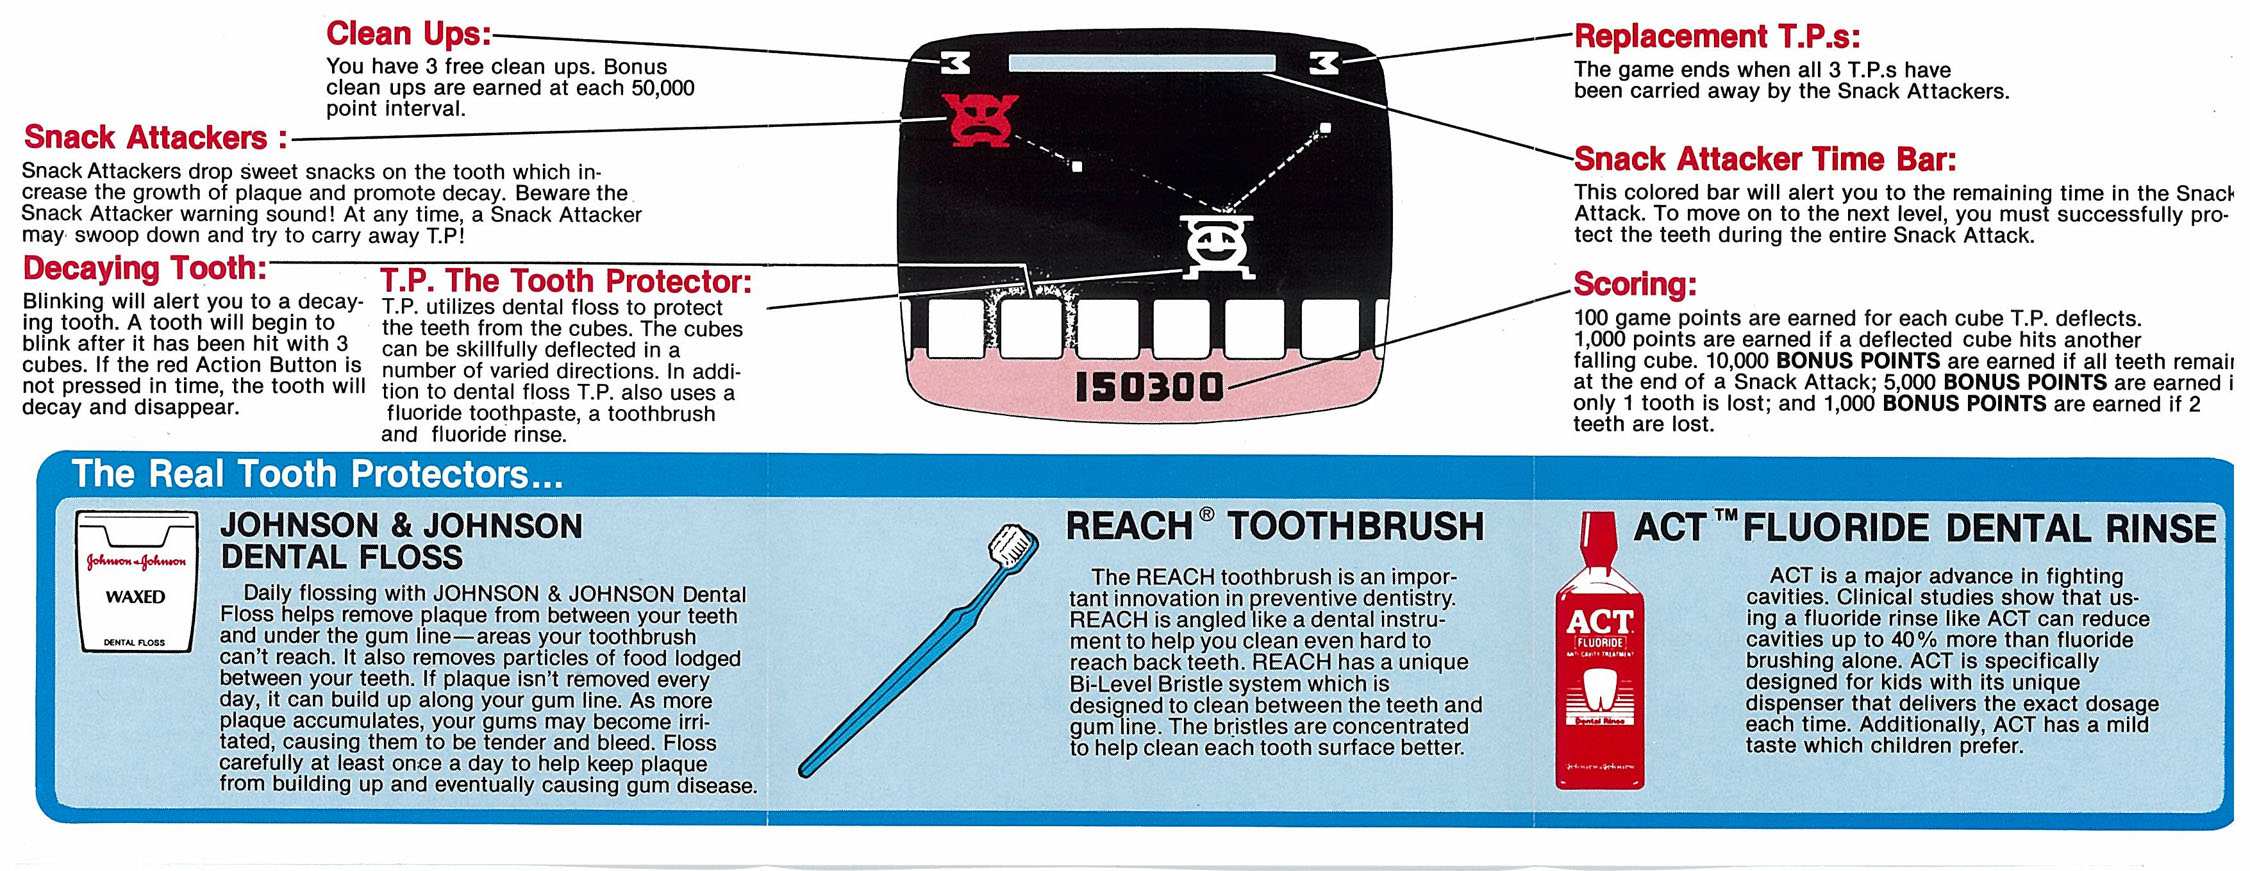 Clean Ups:
You have 3 free clean ups. Bonus
clean ups are earned at each 50,000
point interval.
Snack Attackers :
Snack Attackers drop sweet snacks on the tooth which in-
crease the growth of plaque and promote decay. Beware the
Snack Attacker warning sound! At any time, a Snack Attacker
may swoop down and try to carry away T.P!
Decaying Tooth:
Blinking will alert you to a decay-
ing tooth. A tooth will begin to
blink after it has been hit with 3
cubes. If the red Action Button is
not pressed in time, the tooth will
decay and disappear.
T.P. The Tooth Protector:
T.P. utilizes dental floss to protect
the teeth from the cubes. The cubes
can be skillfully deflected in a
number of varied directions. In addi-
tion to dental floss T.P. also uses a
fluoride toothpaste, a toothbrush
and fluoride rinse.
3
3
150300
Replacement T.P.s:
The game ends when all 3 T.P.s have
been carried away by the Snack Attackers.
Snack Attacker Time Bar:
This colored bar will alert you to the remaining time in the Snack
Attack. To move on to the next level, you must successfully pro-
tect the teeth during the entire Snack Attack.
Scoring:
100 game points are earned for each cube T.P. deflects.
1,000 points are earned if a deflected cube hits another
falling cube. 10,000 BONUS POINTS are earned if all teeth remain
at the end of a Snack Attack; 5,000 BONUS POINTS are earned i
only 1 tooth is lost; and 1,000 BONUS POINTS are earned if 2
teeth are lost.
The Real Tooth Protectors...
Johnson & Johnson
WAXED
DENTAL FLOSS
JOHNSON & JOHNSON
DENTAL FLOSS
Daily flossing with JOHNSON & JOHNSON Dental
Floss helps remove plaque from between your teeth
and under the gum line—areas your toothbrush
can't reach. It also removes particles of food lodged
between your teeth. If plaque isn't removed every
day, it can build up along your gum line. As more
plaque accumulates, your gums may become irri-
tated, causing them to be tender and bleed. Floss
carefully at least once a day to help keep plaque
from building up and eventually causing gum disease.
REACH® TOOTHBRUSH
The REACH toothbrush is an impor-
tant innovation in preventive dentistry.
REACH is angled like a dental instru-
ment to help you clean even hard to
reach back teeth. REACH has a unique
Bi-Level Bristle system which is
designed to clean between the teeth and
gum line. The bristles are concentrated
to help clean each tooth surface better.
ACT
FLUORIDE
ANTI-CAVITY TREATMENT
Dental Rinse
Johnson & Johnson
ACT™ FLUORIDE DENTAL RINSE
ACT is a major advance in fighting
cavities. Clinical studies show that us-
ing a fluoride rinse like ACT can reduce
cavities up to 40% more than fluoride
brushing alone. ACT is specifically
designed for kids with its unique
dispenser that delivers the exact dosage
each time. Additionally, ACT has a mild
taste which children prefer.